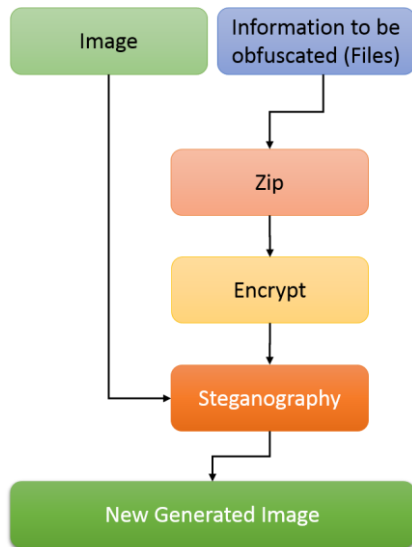 Image
Information to be
obfuscated (Files)
Zip
Encrypt
Steganography
New Generated Image